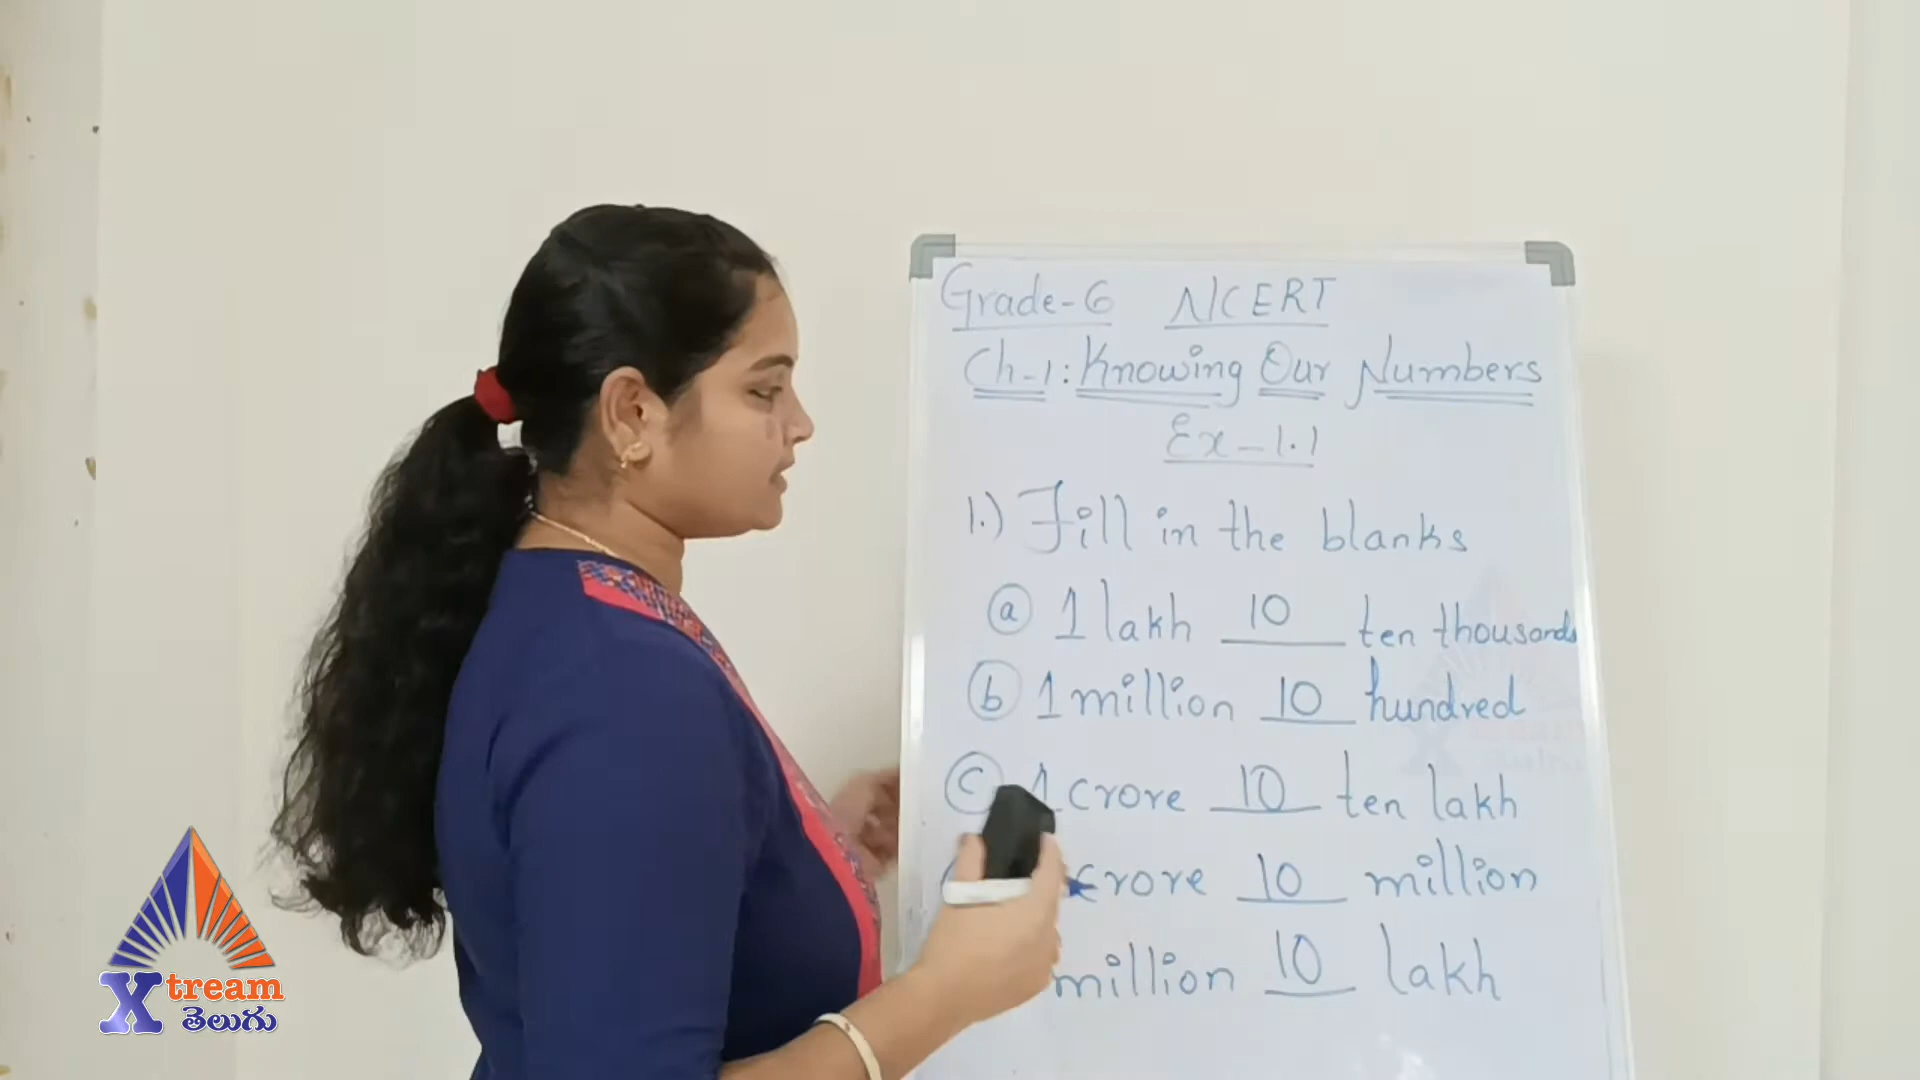 Grade-6 NCERT
Ch-1: Knowing Our Numbers
Ex-1.1
1.) Fill in the blanks
a 1 lakh 10 ten thousands
b 1 million 10 hundred
c 1 crore 10 ten lakh
crore 10 million
million 10 lakh
Xtream
తెలుగు